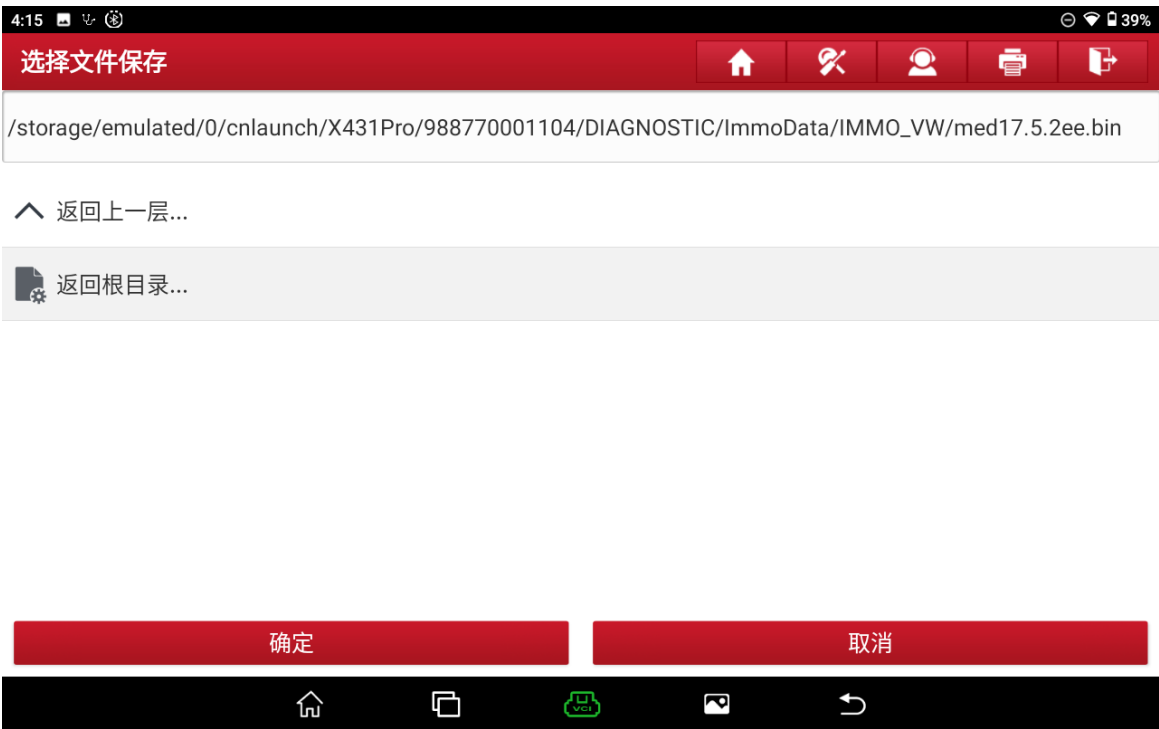 4:15
39%
选择文件保存
/storage/emulated/0/cnlaunch/X431Pro/988770001104/DIAGNOSTIC/ImmoData/IMMO_VW/med17.5.2ee.bin
返回上一层...
返回根目录...
确定
取消
VCI